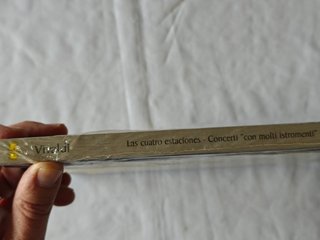 Vivaldi Las cuatro estaciones - Concerti "con molti istromenti"